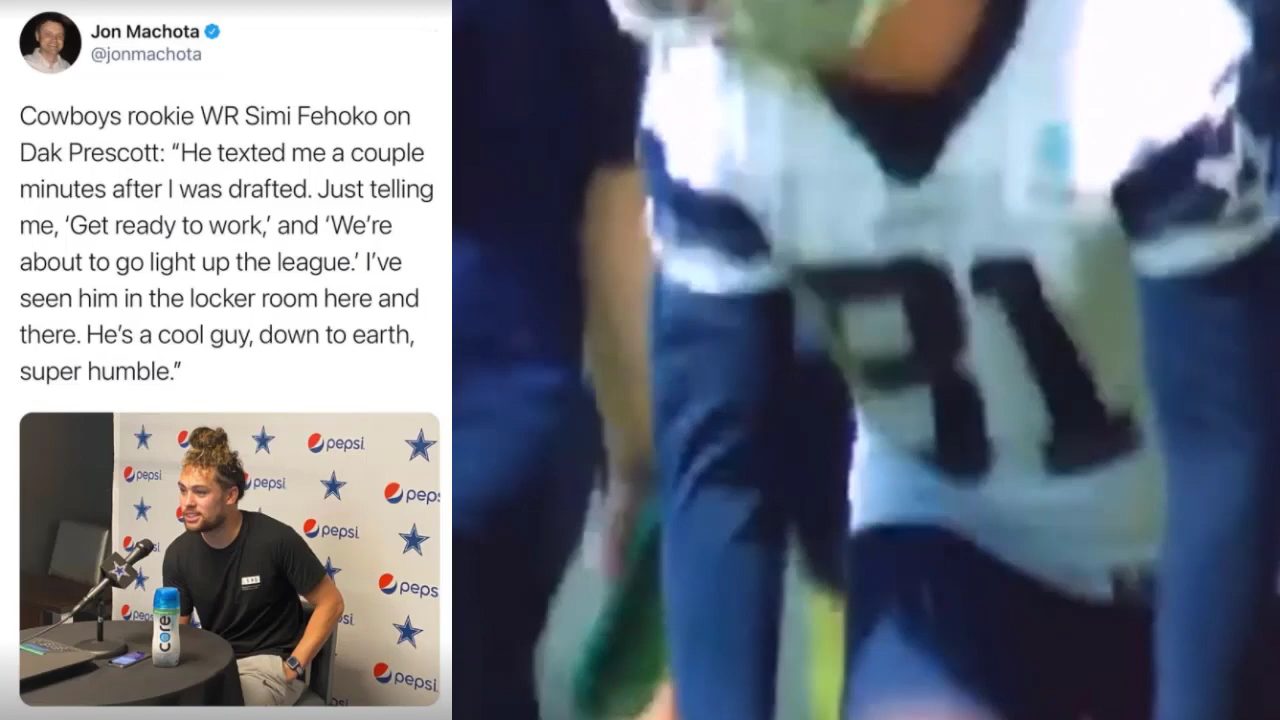 Jon Machota
@jonmachota
Cowboys rookie WR Simi Fehoko on
Dak Prescott: “He texted me a couple
minutes after I was drafted. Just telling
me, ‘Get ready to work,’ and ‘We’re
about to go light up the league.’ I’ve
seen him in the locker room here and
there. He’s a cool guy, down to earth,
super humble.”
pepsi
pepsi
pepsi
peps
pepsi
peps
pepsi
core
81